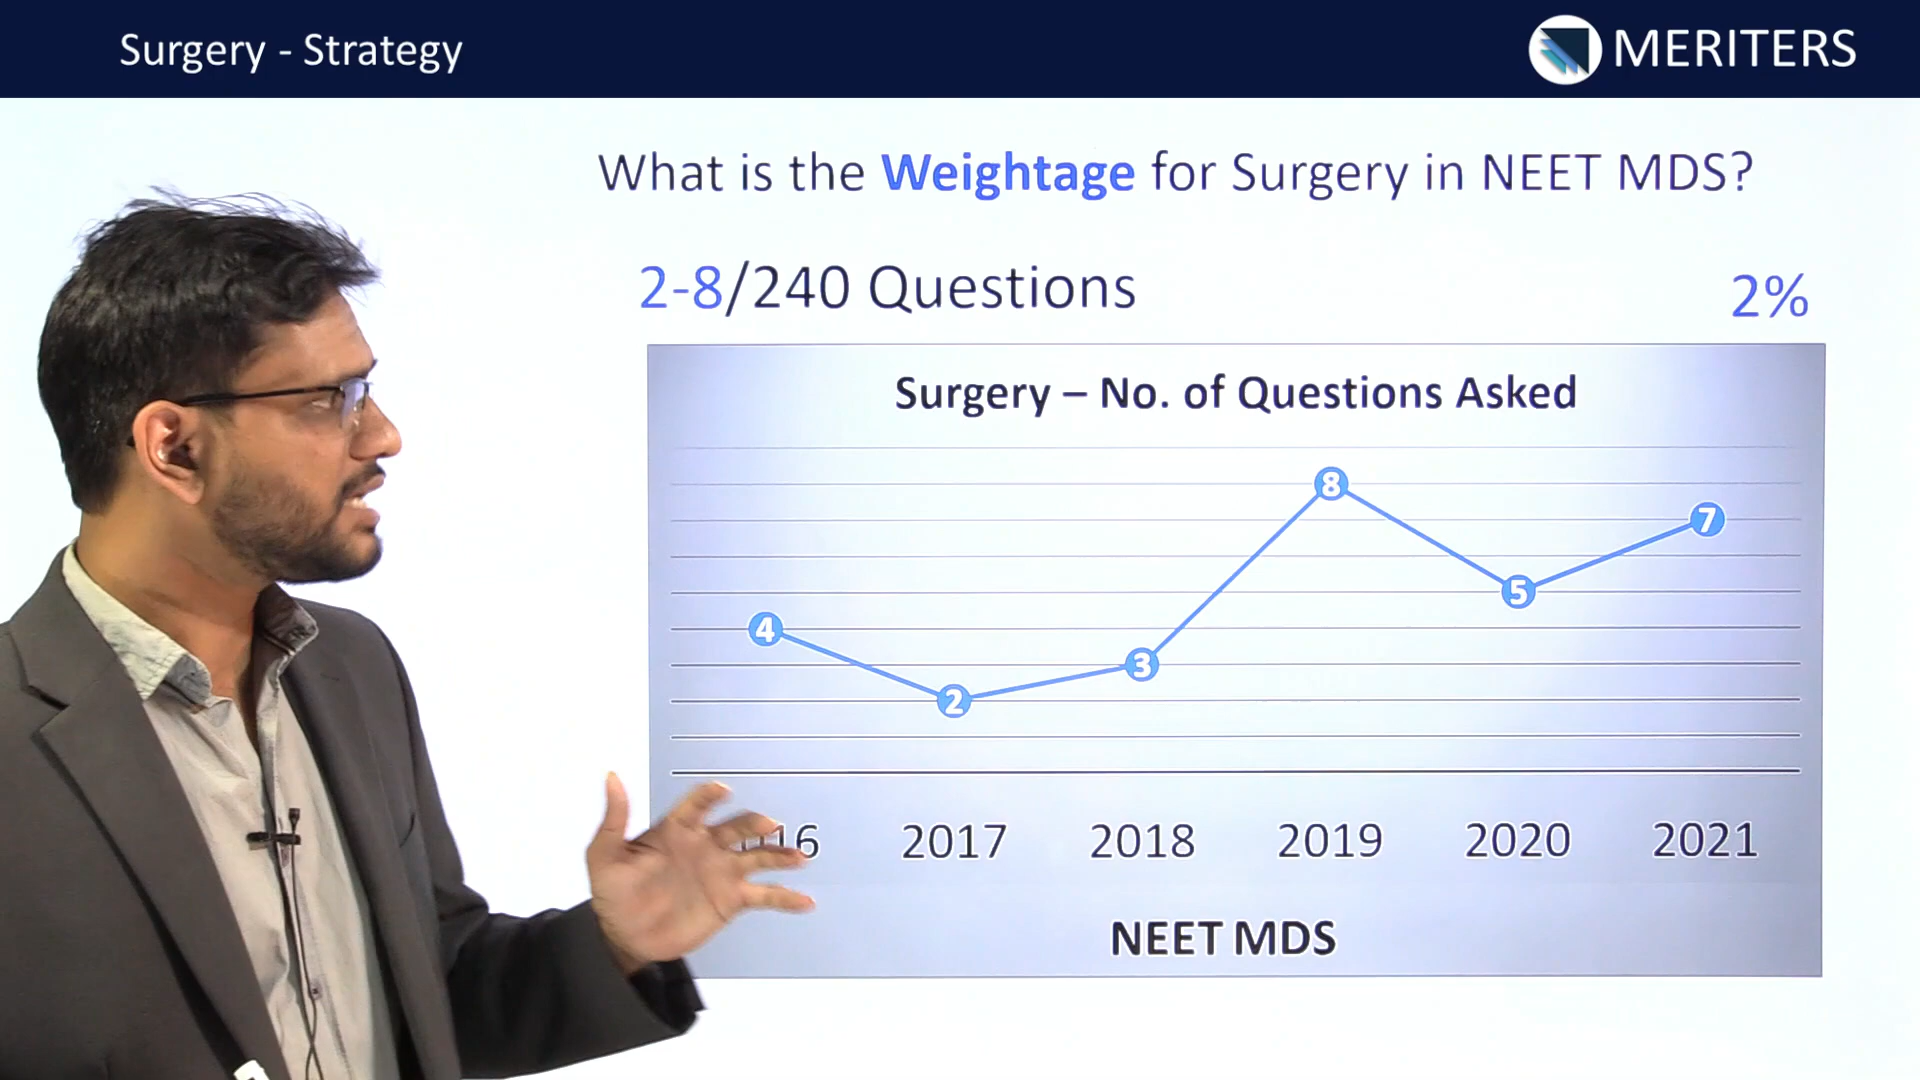 Surgery - Strategy
MERITERS
What is the Weightage for Surgery in NEET MDS?
2-8/240 Questions
2%
Surgery – No. of Questions Asked
8
7
5
4
3
2
2017 2018 2019 2020 2021
NEET MDS